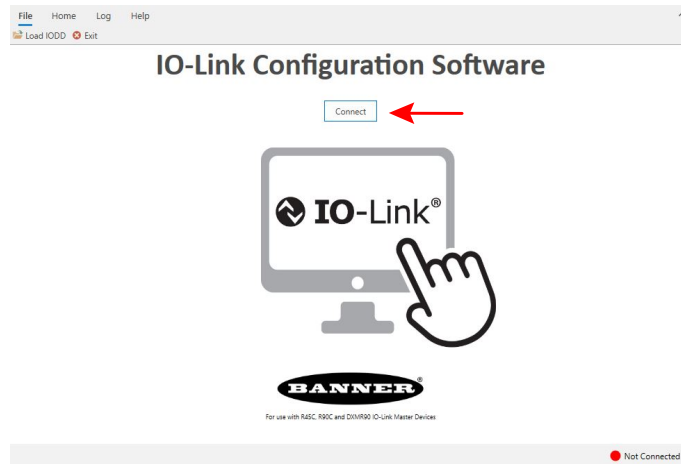 File Home Log Help
Load IODD Exit
IO-Link Configuration Software
Connect
IO-Link®
BANNER®
For use with R45C, R90C and DXMR90 IO-Link Master Devices
Not Connected